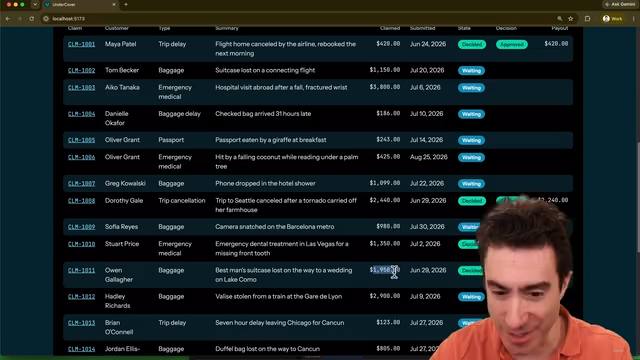 UnderCover
localhost:5173
Ask Gemini
Work
Claim Customer Type Summary Claimed Submitted State Decision Payout
CLM-1001 Maya Patel Trip delay Flight home canceled by the airline, rebooked the $420.00 Jun 24, 2026 Decided Approved $420.00
next morning
CLM-1002 Tom Becker Baggage Suitcase lost on a connecting flight $1,150.00 Jul 20, 2026 Waiting
CLM-1003 Aiko Tanaka Emergency Hospital visit abroad after a fall, fractured wrist $3,800.00 Jul 6, 2026 Waiting
medical
CLM-1004 Danielle Baggage delay Checked bag arrived 31 hours late $186.00 Jul 10, 2026 Waiting
Okafor
CLM-1005 Oliver Grant Passport Passport eaten by a giraffe at breakfast $243.00 Jul 14, 2026 Waiting
CLM-1006 Oliver Grant Emergency Hit by a falling coconut while reading under a palm $425.00 Aug 25, 2026 Waiting
medical tree
CLM-1007 Greg Kowalski Baggage Phone dropped in the hotel shower $1,099.00 Jul 22, 2026 Waiting
CLM-1008 Dorothy Gale Trip cancellation Trip to Seattle canceled after a tornado carried off $2,440.00 Jun 29, 2026 Decided 2,240.00
her farmhouse
CLM-1009 Sofia Reyes Baggage Camera snatched on the Barcelona metro $980.00 Jul 30, 2026 Waiting
CLM-1010 Stuart Price Emergency Emergency dental treatment in Las Vegas for a $1,350.00 Jul 2, 2026 Decided
medical missing front tooth
CLM-1011 Owen Baggage Best man's suitcase lost on the way to a wedding Jun 29, 2026 Decided
Gallagher on Lake Como
CLM-1012 Hadley Baggage Valise stolen from a train at the Gare de Lyon $2,900.00 Jul 9, 2026 Waiting
Richards
CLM-1013 Brian Trip delay Seven hour delay leaving Chicago for Cancun $123.00 Jul 27, 2026 Waiting
O'Connell
CLM-1014 Jordan Ellis- Baggage Duffel bag lost on the way to Cancun $805.00 Jul 27, 2026 Waiting